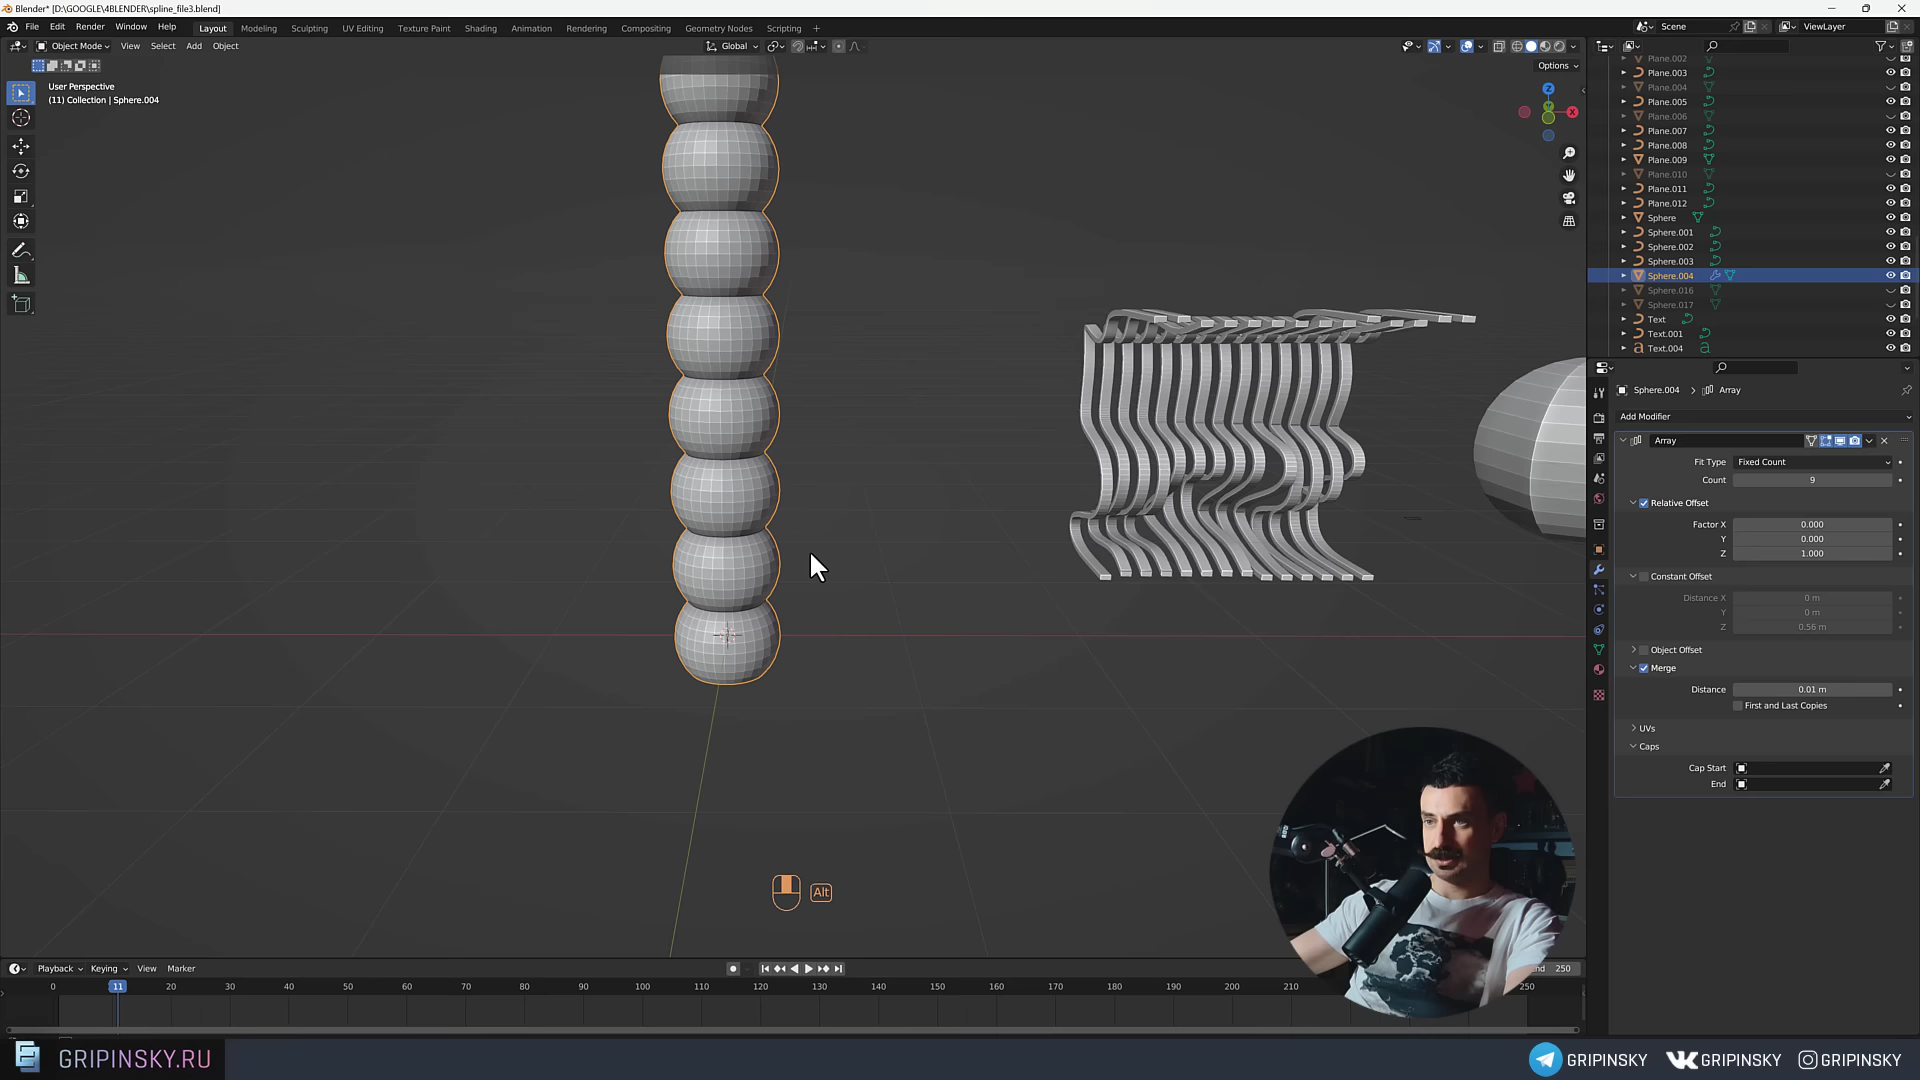 Blender* [D:\GOOGLE\4BLENDER\spline_file3.blend]
File Edit Render Window Help Layout Modeling Sculpting UV Editing Texture Paint Shading Animation Rendering Compositing Geometry Nodes Scripting + Scene ViewLayer
Object Mode View Select Add Object Global
Options
User Perspective
(11) Collection | Sphere.004
Z
X
Plane.002
Plane.003
Plane.004
Plane.005
Plane.006
Plane.007
Plane.008
Plane.009
Plane.010
Plane.011
Plane.012
Sphere
Sphere.001
Sphere.002
Sphere.003
Sphere.004
Sphere.016
Sphere.017
Text
Text.001
Text.004
Sphere.004 > Array
Add Modifier
Array
Fit Type Fixed Count
Count 9
Relative Offset
Factor X 0.000
Y 0.000
Z 1.000
Constant Offset
Distance X 0 m
Y 0 m
Z 0.56 m
Object Offset
Merge
Distance 0.01 m
First and Last Copies
UVs
Caps
Cap Start
End
Alt
Playback Keying View Marker
250
0 11 20 30 40 50 60 70 80 90 100 110 120 130 140 150 160 170 180 190 200 210 250
GRIPINSKY.RU
GRIPINSKY GRIPINSKY GRIPINSKY